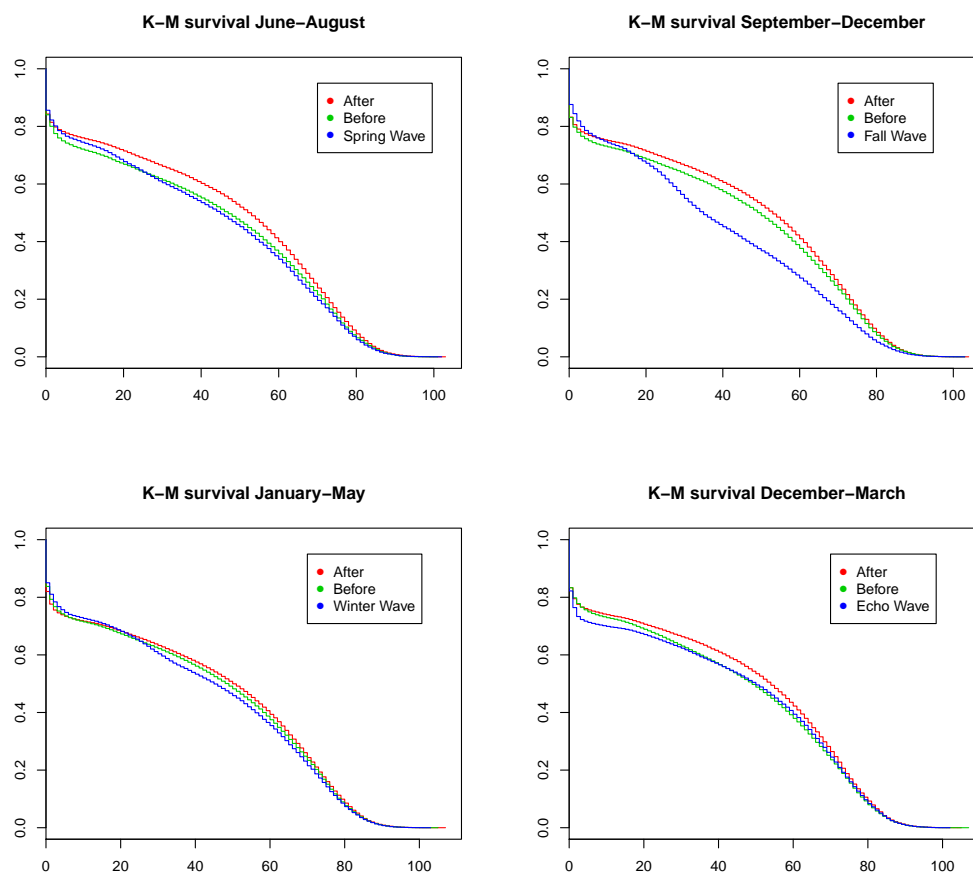 K−M survival June−August
After
Before
Spring Wave
0.0 0.2 0.4 0.6 0.8 1.0
0 20 40 60 80 100
K−M survival September−December
After
Before
Fall Wave
0.0 0.2 0.4 0.6 0.8 1.0
0 20 40 60 80 100
K−M survival January−May
After
Before
Winter Wave
0.0 0.2 0.4 0.6 0.8 1.0
0 20 40 60 80 100
K−M survival December−March
After
Before
Echo Wave
0.0 0.2 0.4 0.6 0.8 1.0
0 20 40 60 80 100